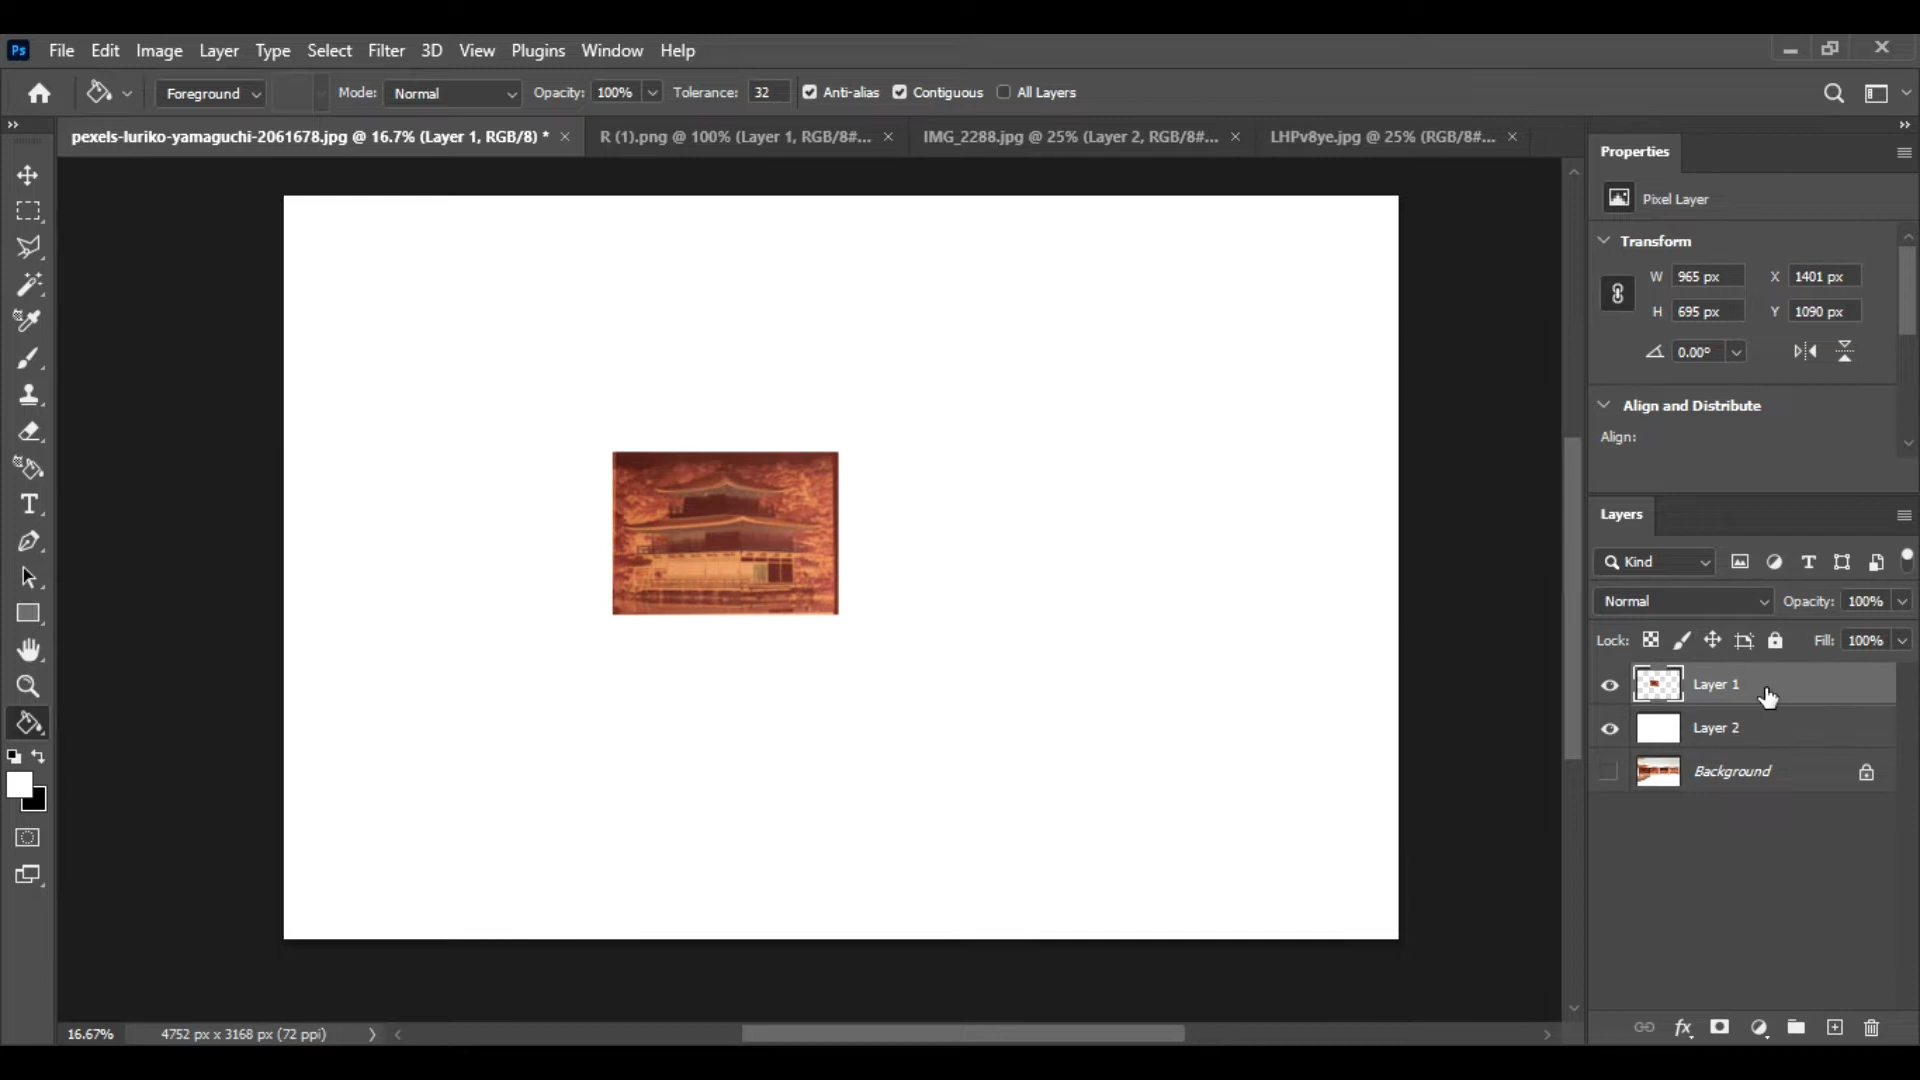 Ps File Edit Image Layer Type Select Filter 3D View Plugins Window Help
Foreground Mode: Normal Opacity: 100% Tolerance: 32 Anti-alias Contiguous All Layers
pexels-luriko-yamaguchi-2061678.jpg @ 16.7% (Layer 1, RGB/8) * R (1).png @ 100% (Layer 1, RGB/8#... IMG_2288.jpg @ 25% (Layer 2, RGB/8#... LHPv8ye.jpg @ 25% (RGB/8#...
Properties
Pixel Layer
Transform
W 965 px X 1401 px
H 695 px Y 1090 px
0.00°
Align and Distribute
Align:
Layers
Kind
Normal Opacity: 100%
Lock: Fill: 100%
Layer 1
Layer 2
Background
16.67% 4752 px x 3168 px (72 ppi)